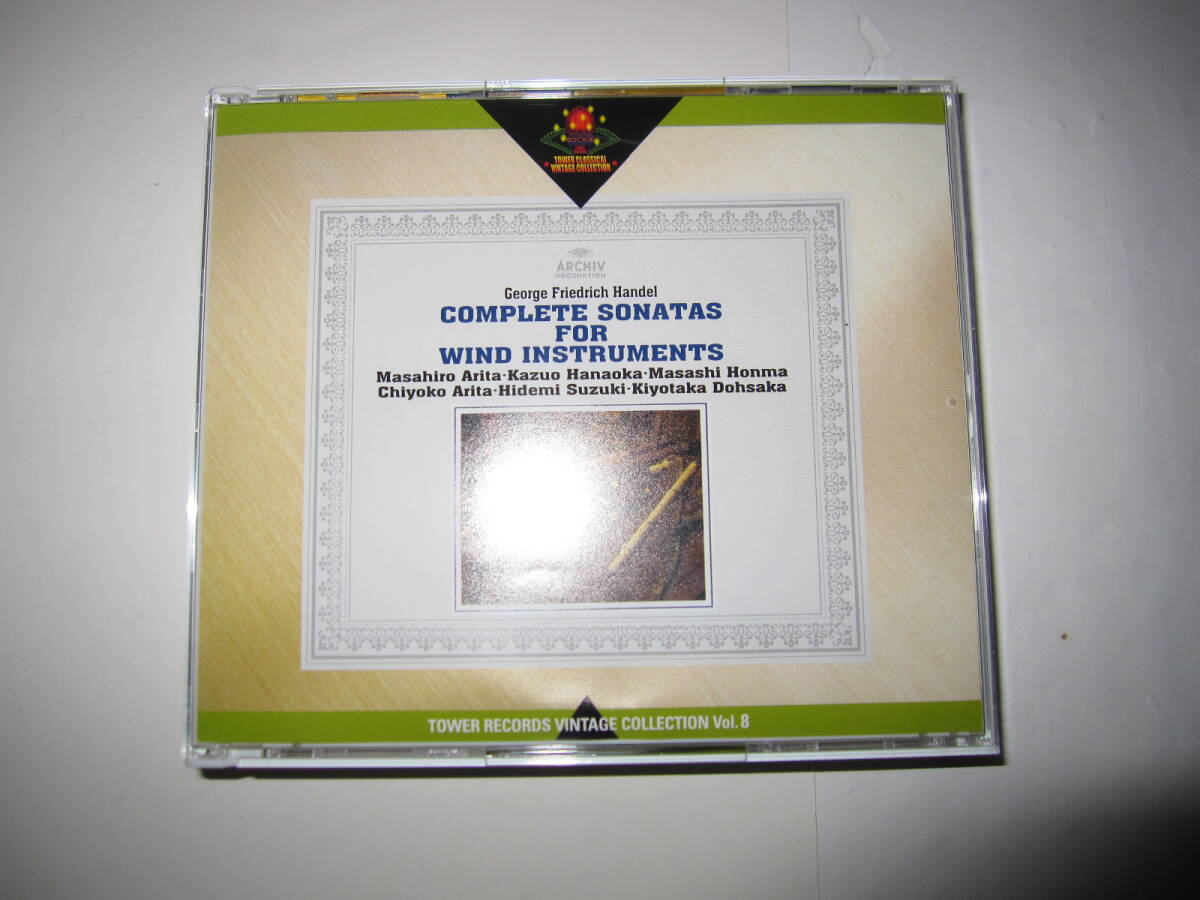 TOWER CLASSICAL
VINTAGE COLLECTION
ARCHIV
PRODUKTION
George Friedrich Handel
COMPLETE SONATAS
FOR
WIND INSTRUMENTS
Masahiro Arita·Kazuo Hanaoka·Masashi Honma
Chiyoko Arita·Hidemi Suzuki·Kiyotaka Dohsaka
TOWER RECORDS VINTAGE COLLECTION Vol. 8